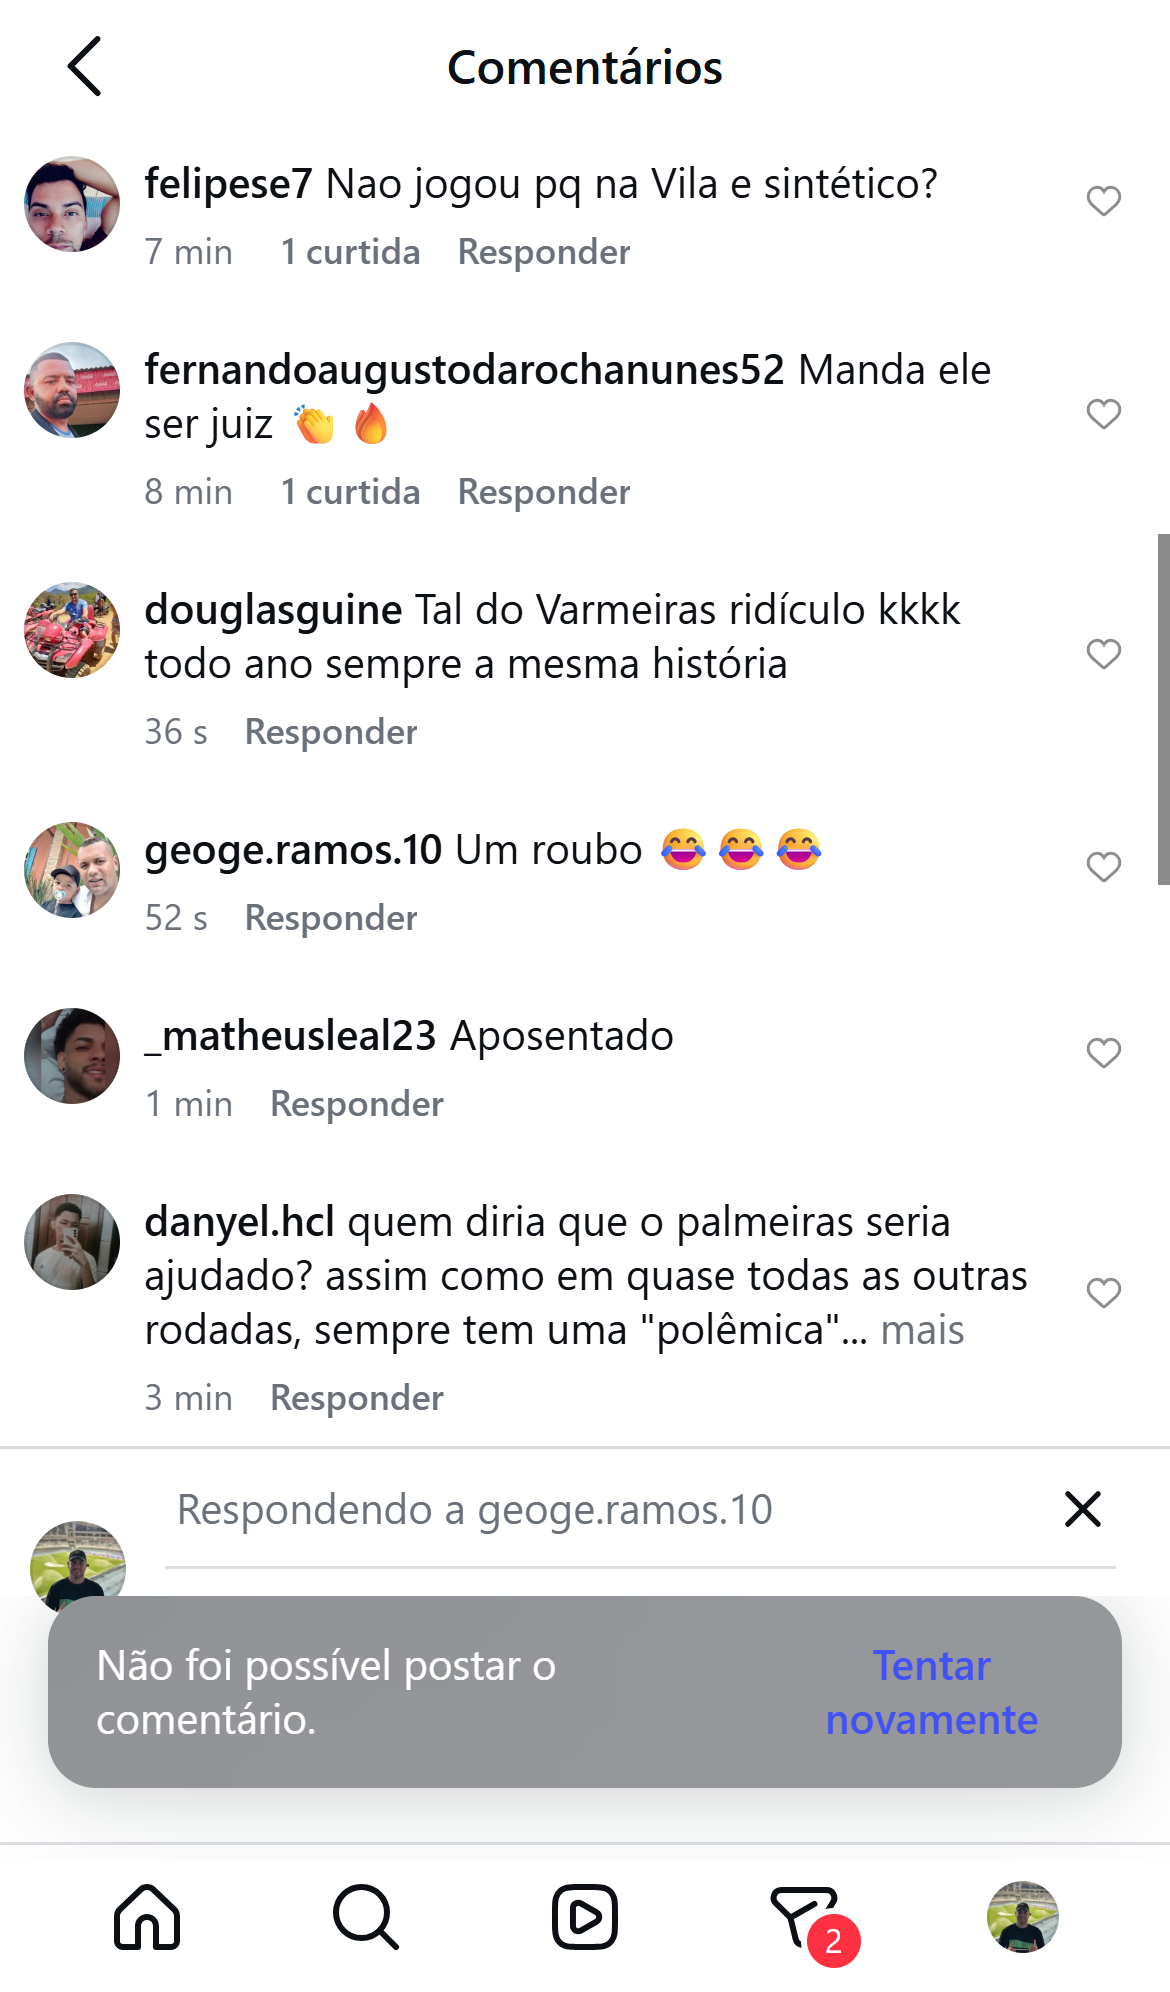 Comentários
felipese7 Nao jogou pq na Vila e sintético?
7 min 1 curtida Responder
fernandoaugustodarochanunes52 Manda ele
ser juiz 👏🔥
8 min 1 curtida Responder
douglasguine Tal do Varmeiras ridículo kkkk
todo ano sempre a mesma história
36 s Responder
geoge.ramos.10 Um roubo 😂😂😂
52 s Responder
_matheusleal23 Aposentado
1 min Responder
danyel.hcl quem diria que o palmeiras seria
ajudado? assim como em quase todas as outras
rodadas, sempre tem uma "polêmica"... mais
3 min Responder
Respondendo a geoge.ramos.10
Não foi possível postar o
comentário.
Tentar
novamente
2